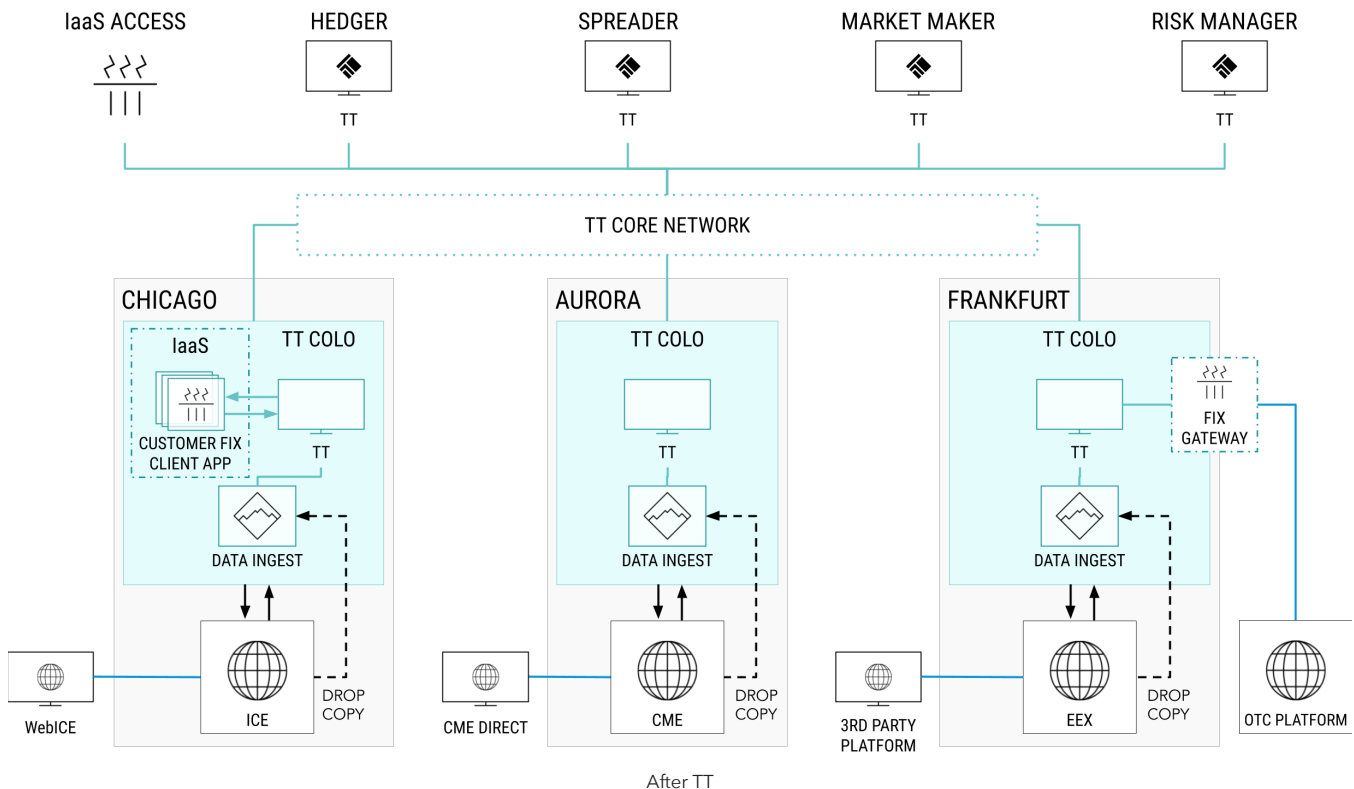 IaaS ACCESS
HEDGER
SPREADER
MARKET MAKER
RISK MANAGER
TT
TT
TT
TT
TT CORE NETWORK
CHICAGO
IaaS
TT COLO
CUSTOMER FIX
CLIENT APP
TT
DATA INGEST
WebICE
ICE
DROP
COPY
AURORA
TT COLO
TT
DATA INGEST
CME DIRECT
CME
DROP
COPY
FRANKFURT
TT COLO
FIX
GATEWAY
TT
DATA INGEST
3RD PARTY
PLATFORM
EEX
DROP
COPY
OTC PLATFORM
After TT